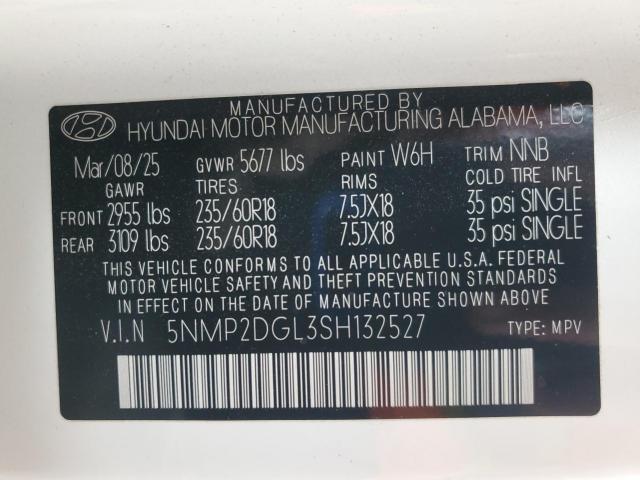 MANUFACTURED BY
HYUNDAI MOTOR MANUFACTURING ALABAMA, LLC
Mar/08/25 GVWR 5677 lbs PAINT W6H TRIM NNB
GAWR TIRES RIMS COLD TIRE INFL
FRONT 2955 lbs 235/60R18 7.5JX18 35 psi SINGLE
REAR 3109 lbs 235/60R18 7.5JX18 35 psi SINGLE
THIS VEHICLE CONFORMS TO ALL APPLICABLE U.S.A. FEDERAL
MOTOR VEHICLE SAFETY AND THEFT PREVENTION STANDARDS
IN EFFECT ON THE DATE OF MANUFACTURE SHOWN ABOVE
V.I.N 5NMP2DGL3SH132527 TYPE: MPV